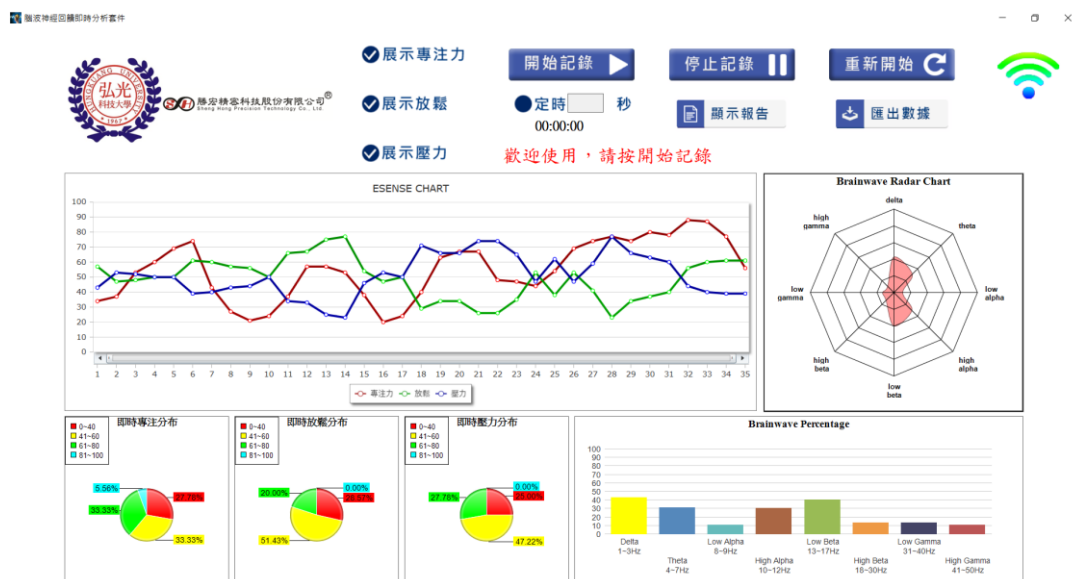 腦波神經回饋即時分析套件
HUNGKUANG UNIVERSITY
弘光
科技大學
1967
SXH 勝宏精密科技股份有限公司®
Sheng Hong Precision Technology Co., Ltd.
展示專注力
展示放鬆
展示壓力
開始記錄
停止記錄
重新開始
定時 秒
00:00:00
顯示報告
匯出數據
歡迎使用，請按開始記錄
ESENSE CHART
100
90
80
70
60
50
40
30
20
10
0
1 2 3 4 5 6 7 8 9 10 11 12 13 14 15 16 17 18 19 20 21 22 23 24 25 26 27 28 29 30 31 32 33 34 35
專注力 放鬆 壓力
Brainwave Radar Chart
delta
theta
low
alpha
high
alpha
low
beta
high
beta
low
gamma
high
gamma
即時專注分布
0~40
41~60
61~80
81~100
5.56%
27.78%
33.33%
33.33%
即時放鬆分布
0~40
41~60
61~80
81~100
0.00%
20.00%
51.43%
即時壓力分布
0~40
41~60
61~80
81~100
0.00%
27.78%
47.22%
Brainwave Percentage
100
90
80
70
60
50
40
30
20
10
0
Delta
1~3Hz
Theta
4~7Hz
Low Alpha
8~9Hz
High Alpha
10~12Hz
Low Beta
13~17Hz
High Beta
18~30Hz
Low Gamma
31~40Hz
High Gamma
41~50Hz